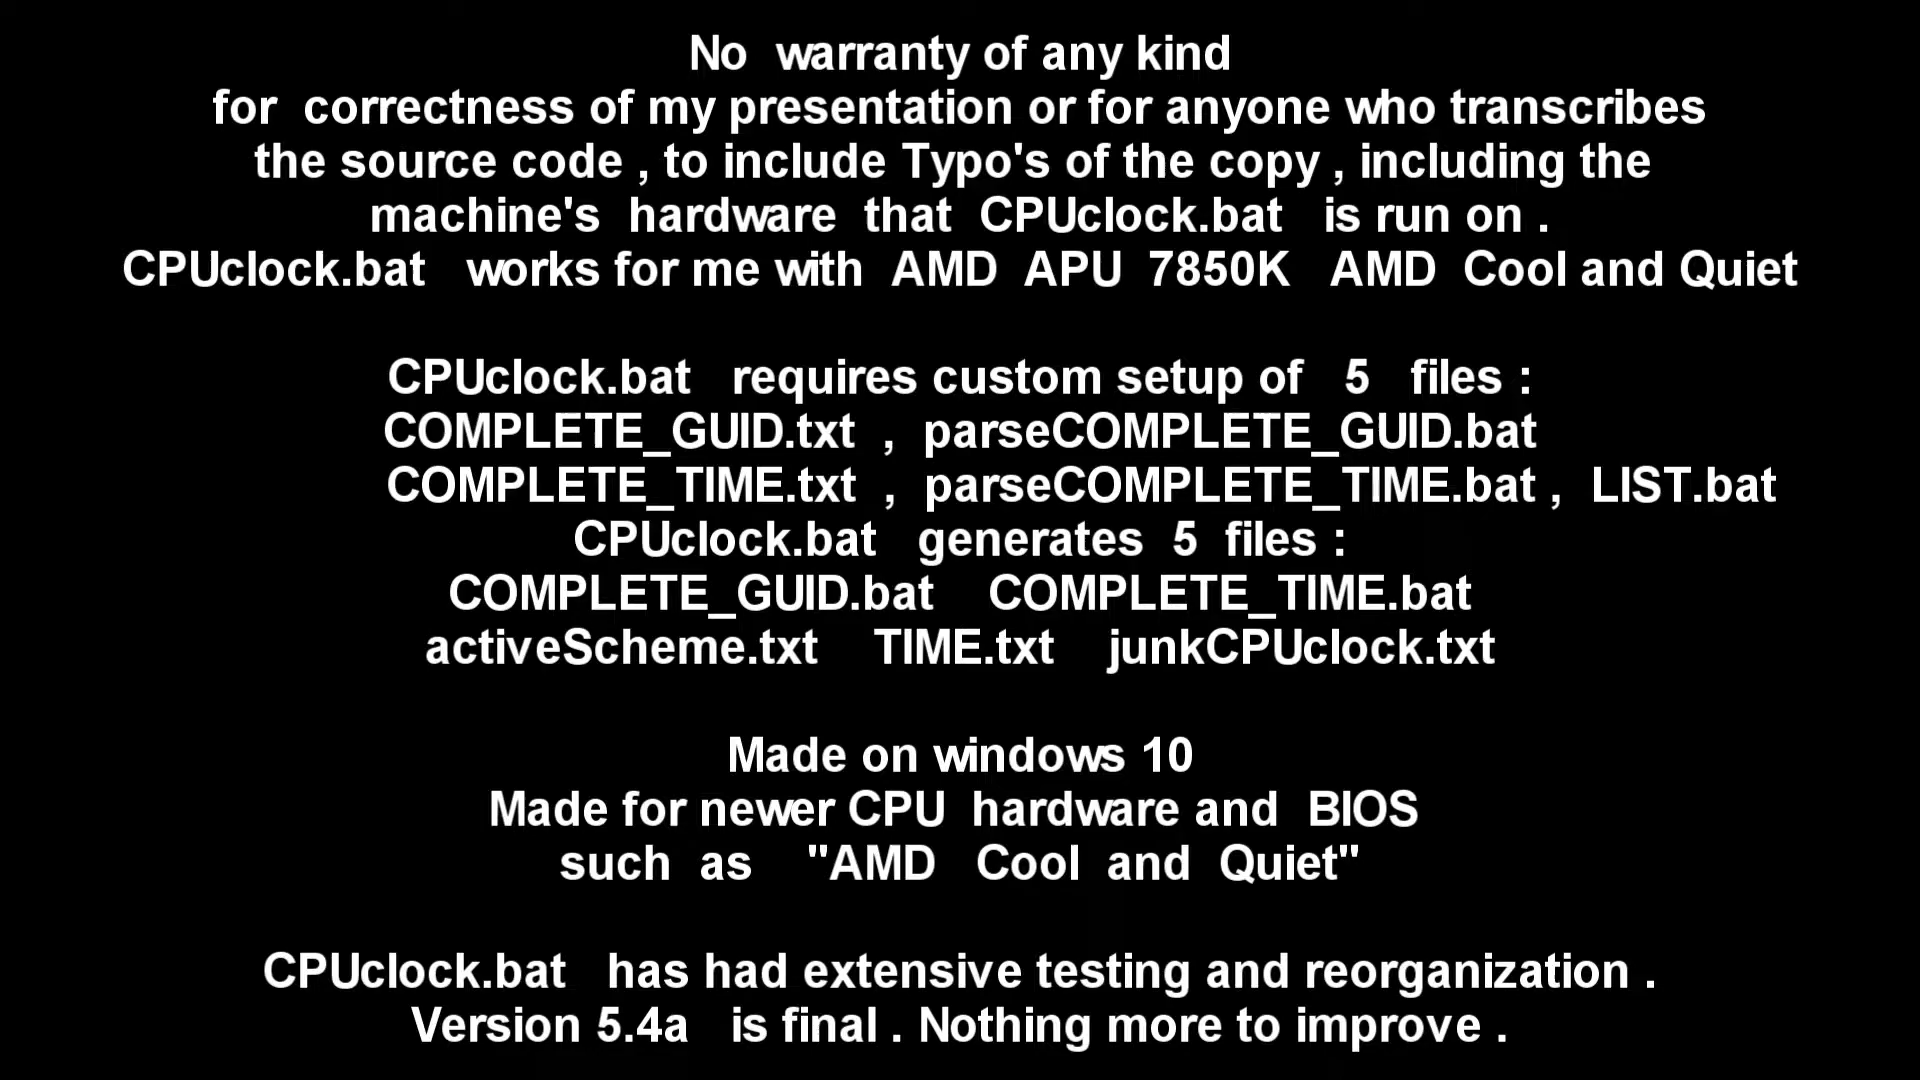 No warranty of any kind
for correctness of my presentation or for anyone who transcribes
the source code , to include Typo's of the copy , including the
machine's hardware that CPUclock.bat is run on .
CPUclock.bat works for me with AMD APU 7850K AMD Cool and Quiet
CPUclock.bat requires custom setup of 5 files :
COMPLETE_GUID.txt , parseCOMPLETE_GUID.bat
COMPLETE_TIME.txt , parseCOMPLETE_TIME.bat , LIST.bat
CPUclock.bat generates 5 files :
COMPLETE_GUID.bat COMPLETE_TIME.bat
activeScheme.txt TIME.txt junkCPUclock.txt
Made on windows 10
Made for newer CPU hardware and BIOS
such as "AMD Cool and Quiet"
CPUclock.bat has had extensive testing and reorganization .
Version 5.4a is final . Nothing more to improve .